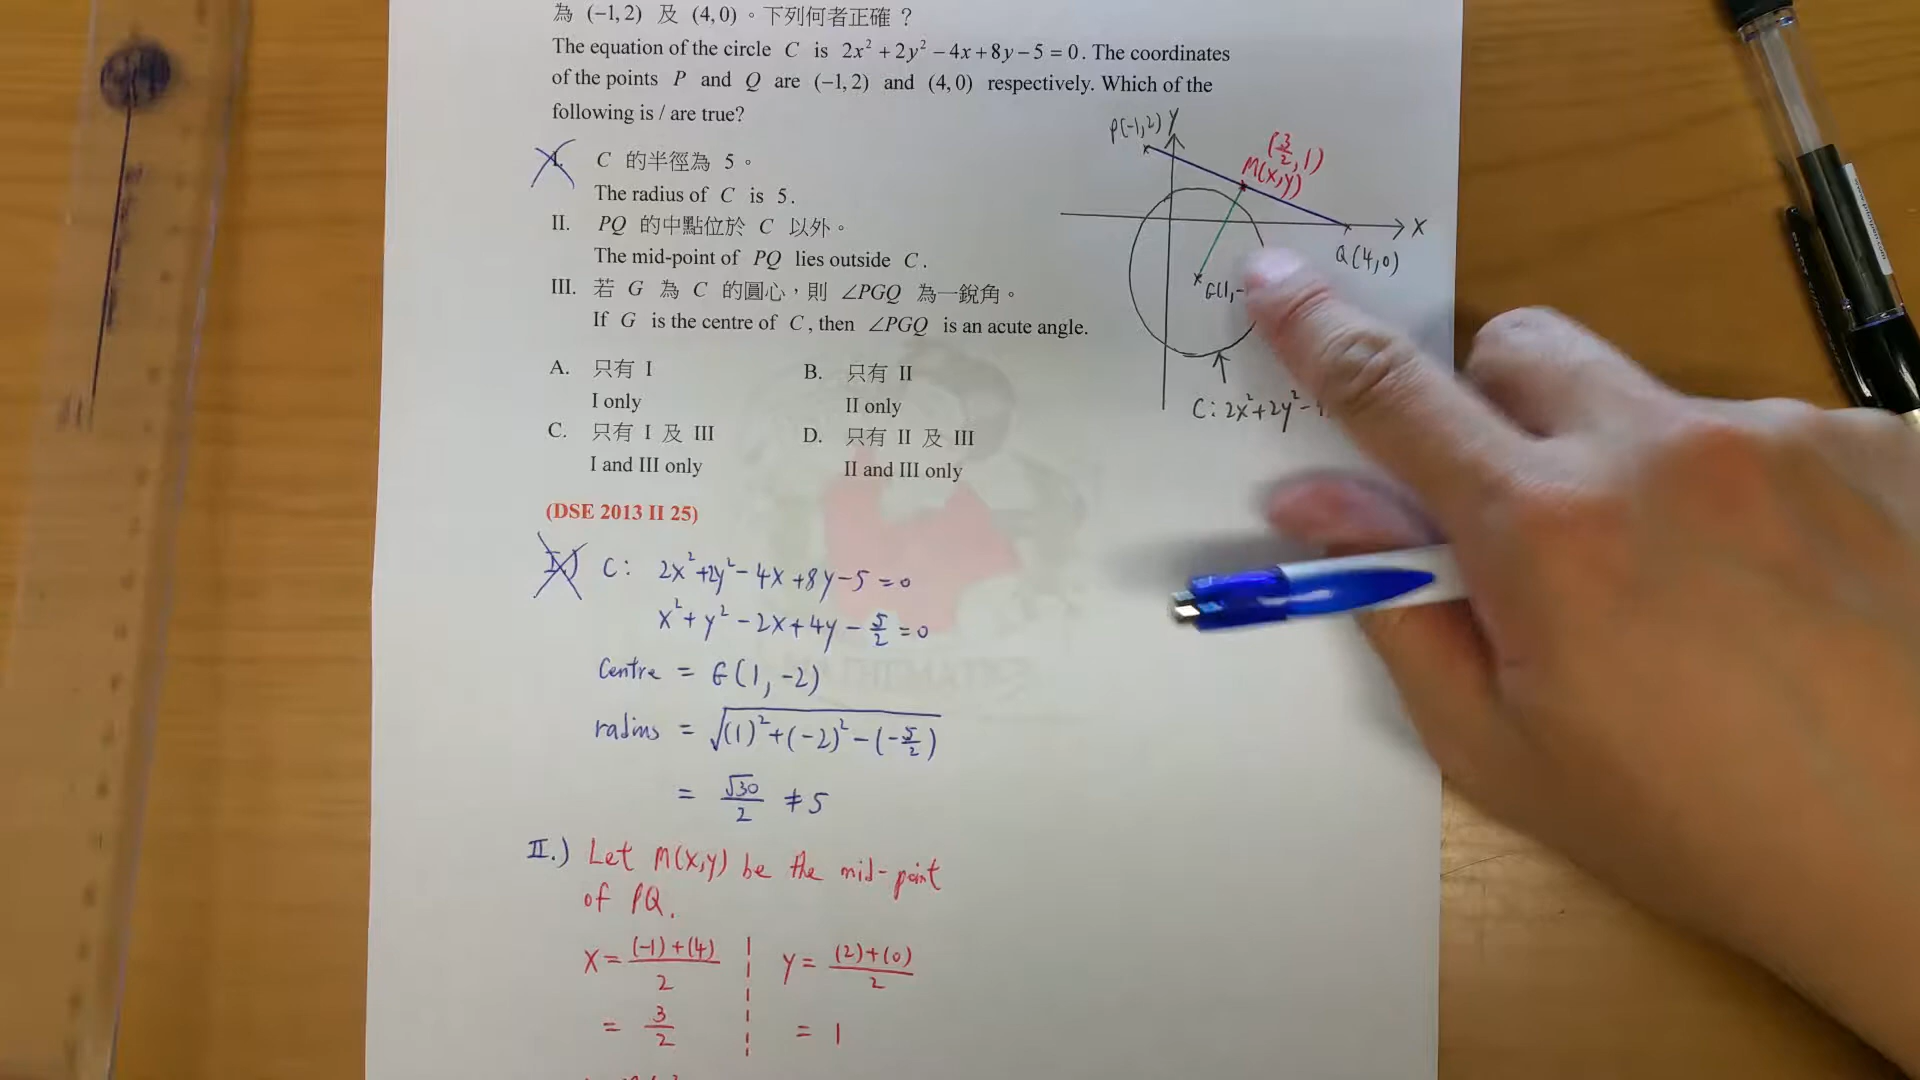 為 (−1, 2) 及 (4, 0)。下列何者正確？
The equation of the circle C is 2x² + 2y² − 4x + 8y − 5 = 0. The coordinates
of the points P and Q are (−1, 2) and (4, 0) respectively. Which of the
following is / are true?
I. C 的半徑為 5。
The radius of C is 5.
II. PQ 的中點位於 C 以外。
The mid-point of PQ lies outside C.
III. 若 G 為 C 的圓心，則 ∠PGQ 為一銳角。
If G is the centre of C, then ∠PGQ is an acute angle.
A. 只有 I
I only
B. 只有 II
II only
C. 只有 I 及 III
I and III only
D. 只有 II 及 III
II and III only
(DSE 2013 II 25)
P(-1,2) y
(3/2, 1)
M(x,y)
x
Q(4,0)
G(1,-
C: 2x²+2y²-4
I.) C: 2x²+2y²-4x+8y-5=0
x²+y²-2x+4y-5/2=0
Centre = G(1,-2)
radius = √((1)²+(-2)²-(-5/2))
= √30/2 ≠ 5
II.) Let M(x,y) be the mid-point
of PQ.
x = ((-1)+(4))/2 y = ((2)+(0))/2
= 3/2 = 1